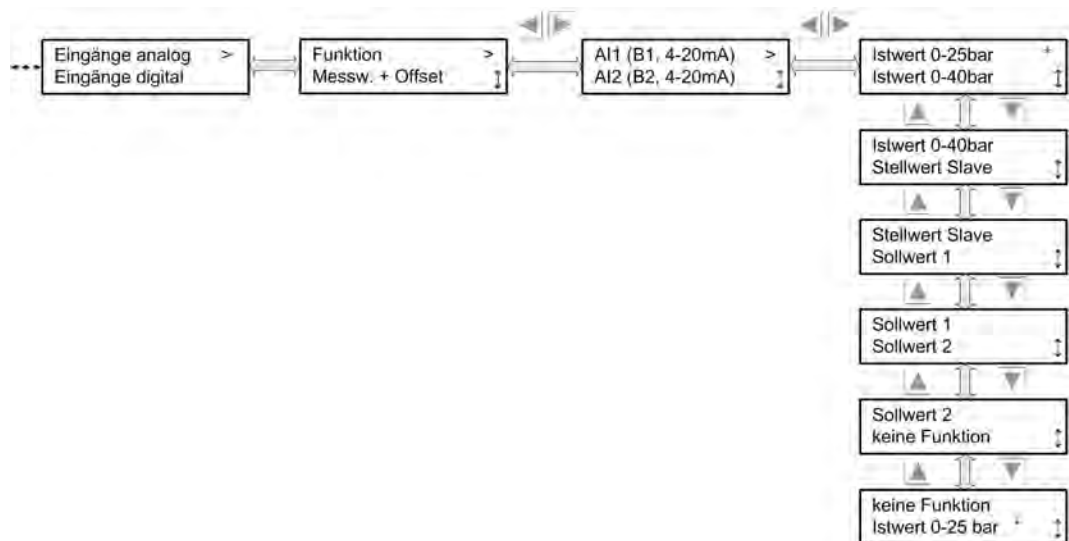 Eingänge analog >
Eingänge digital
Funktion >
Messw. + Offset
AI1 (B1, 4-20mA) >
AI2 (B2, 4-20mA)
Istwert 0-25bar
Istwert 0-40bar
Istwert 0-40bar
Stellwert Slave
Stellwert Slave
Sollwert 1
Sollwert 1
Sollwert 2
Sollwert 2
keine Funktion
keine Funktion
Istwert 0-25 bar